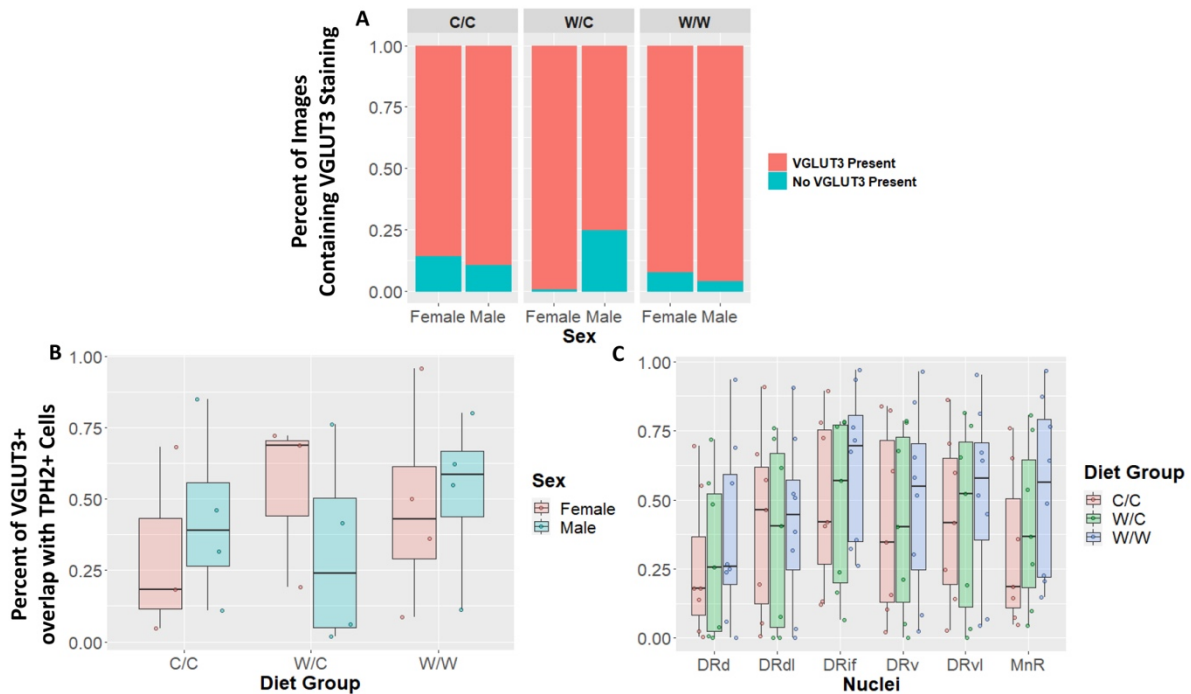 A
C/C W/C W/W
Percent of Images
Containing VGLUT3 Staining
1.00
0.75
0.50
0.25
0.00
Female Male Female Male Female Male
Sex
VGLUT3 Present
No VGLUT3 Present
B
Percent of VGLUT3+
overlap with TPH2+ Cells
1.00
0.75
0.50
0.25
0.00
C/C W/C W/W
Diet Group
Sex
Female
Male
C
1.00
0.75
0.50
0.25
0.00
DRd DRdl DRif DRv DRvl MnR
Nuclei
Diet Group
C/C
W/C
W/W